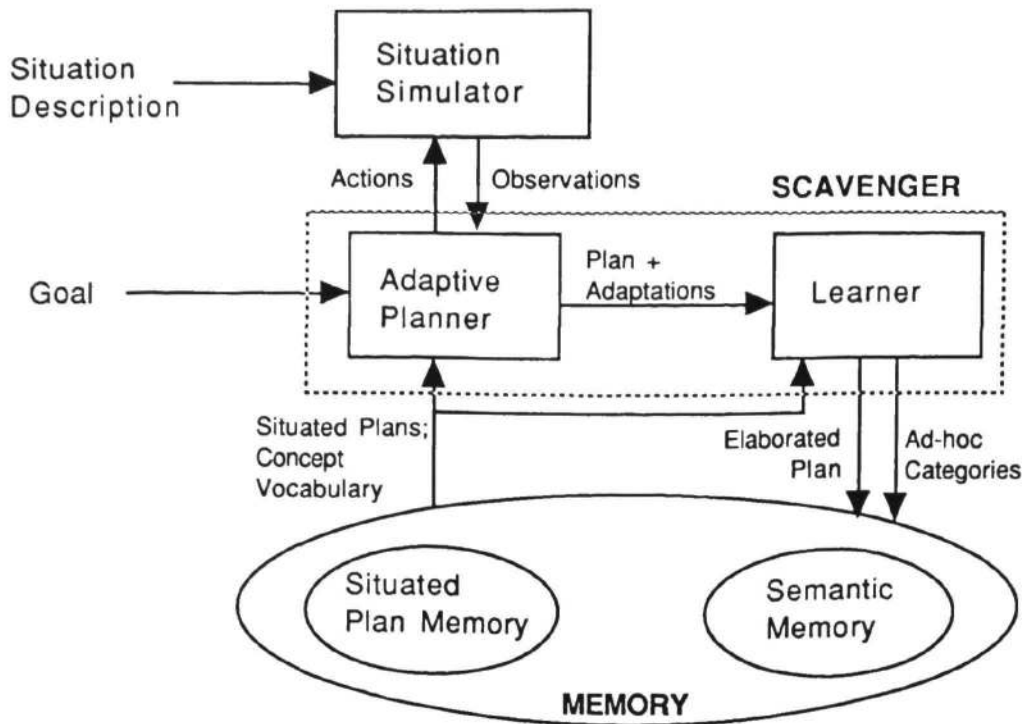 Situation
Description
Situation
Simulator
Actions
Observations
SCAVENGER
Goal
Adaptive
Planner
Plan +
Adaptations
Learner
Situated Plans;
Concept
Vocabulary
Elaborated
Plan
Ad-hoc
Categories
Situated
Plan Memory
Semantic
Memory
MEMORY